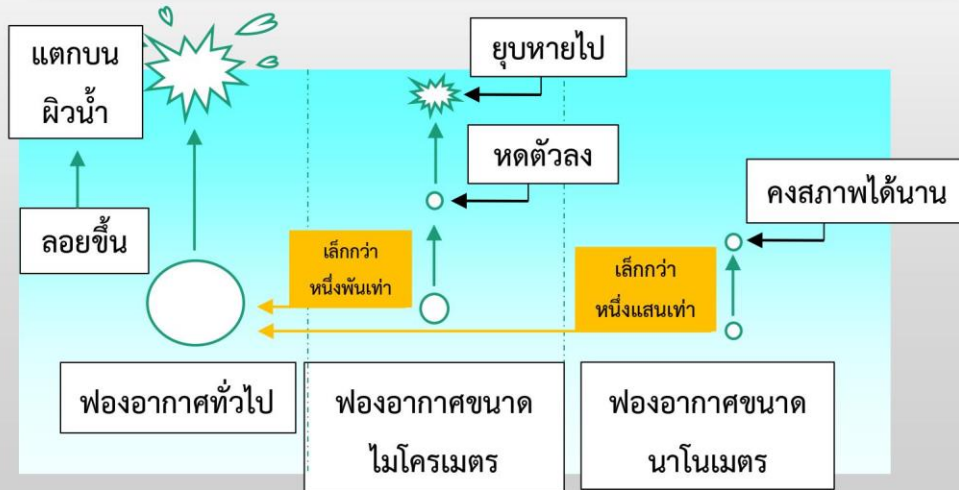 แตกบน
ผิวน้ำ
ลอยขึ้น
ยุบหายไป
หดตัวลง
คงสภาพได้นาน
เล็กกว่า
หนึ่งพันเท่า
เล็กกว่า
หนึ่งแสนเท่า
ฟองอากาศทั่วไป
ฟองอากาศขนาด
ไมโครเมตร
ฟองอากาศขนาด
นาโนเมตร